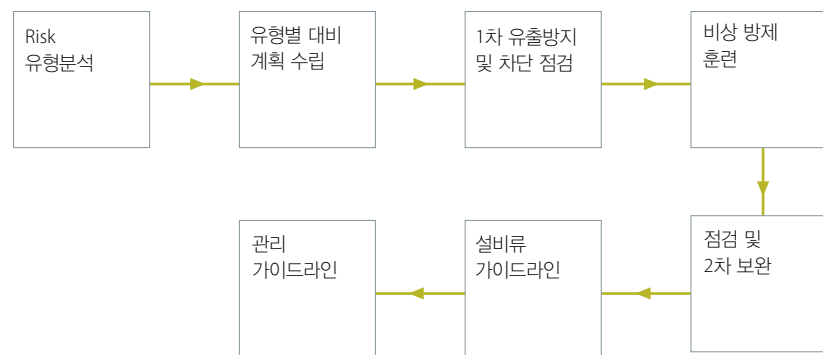 Risk
유형분석
유형별 대비
계획 수립
1차 유출방지
및 차단 점검
비상 방제
훈련
점검 및
2차 보완
설비류
가이드라인
관리
가이드라인